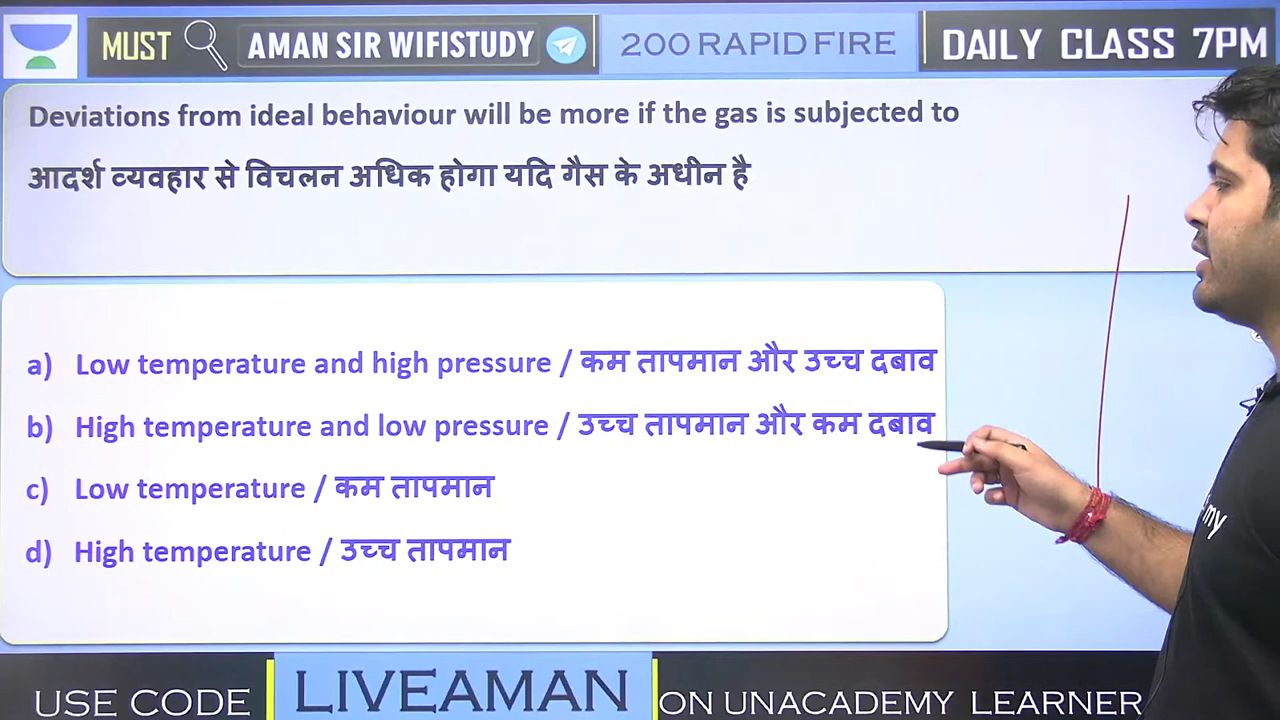 MUST AMAN SIR WIFISTUDY 200 RAPID FIRE DAILY CLASS 7PM
Deviations from ideal behaviour will be more if the gas is subjected to
आदर्श व्यवहार से विचलन अधिक होगा यदि गैस के अधीन है
a) Low temperature and high pressure / कम तापमान और उच्च दबाव
b) High temperature and low pressure / उच्च तापमान और कम दबाव
c) Low temperature / कम तापमान
d) High temperature / उच्च तापमान
my
USE CODE LIVEAMAN ON UNACADEMY LEARNER